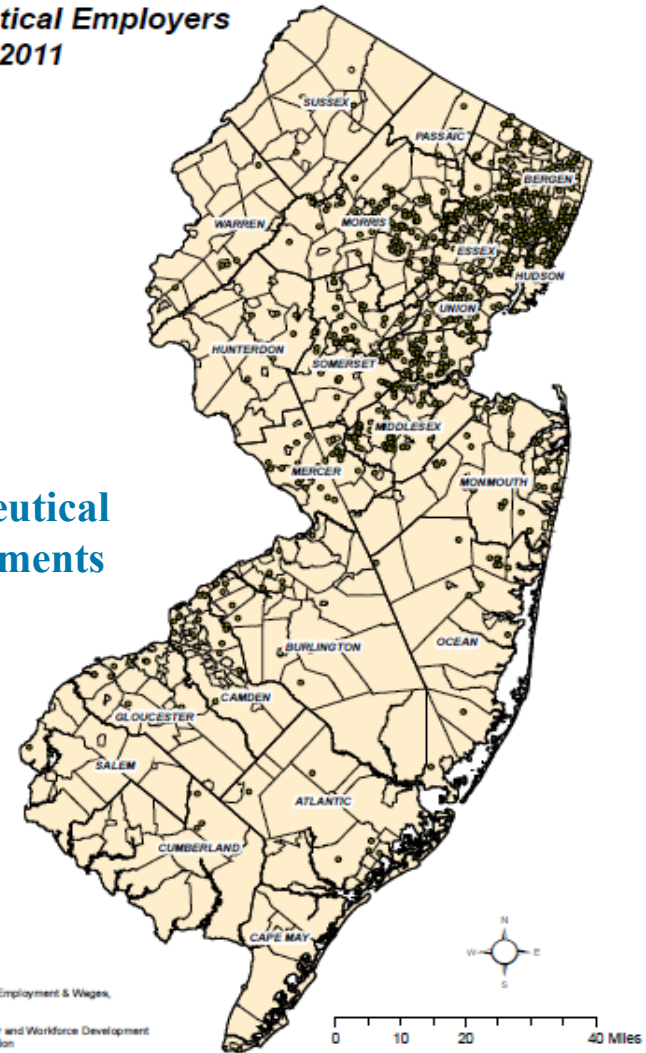 tical Employers
2011
SUSSEX
PASSAIC
BERGEN
WARREN
MORRIS
ESSEX
HUDSON
UNION
HUNTERDON
SOMERSET
MIDDLESEX
MERCER
MONMOUTH
eutical
ments
OCEAN
BURLINGTON
CAMDEN
GLOUCESTER
SALEM
ATLANTIC
CUMBERLAND
CAPE MAY
N
W E
S
Employment & Wages,
r and Workforce Development
tion
0 10 20 40 Miles